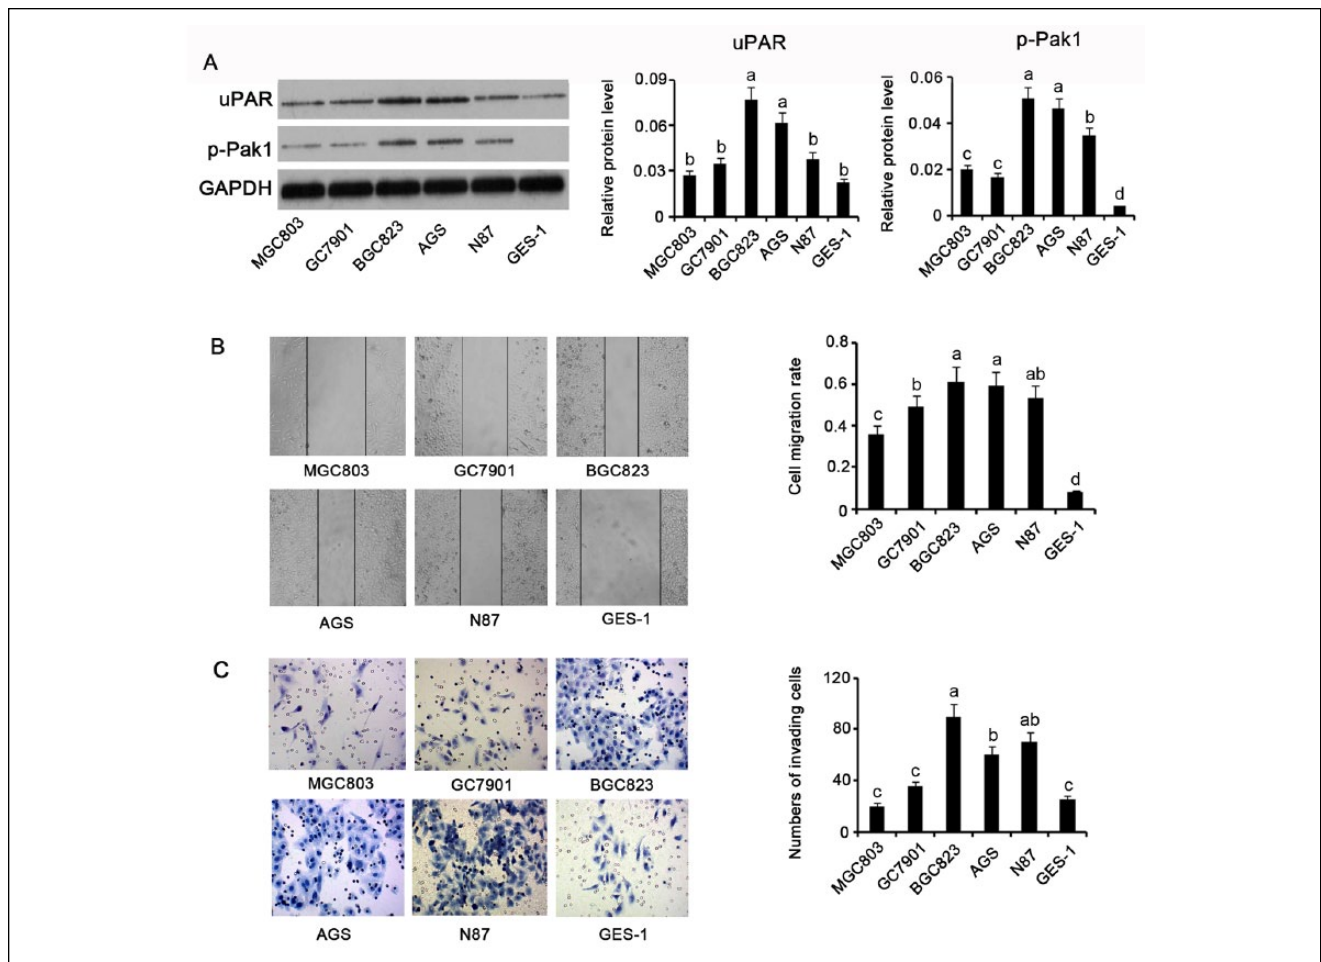 A
uPAR
p-Pak1
GAPDH
MGC803 GC7901 BGC823 AGS N87 GES-1
uPAR
Relative protein level
0.09
0.06
0.03
0
b b a a b b
MGC803 GC7901 BGC823 AGS N87 GES-1
p-Pak1
Relative protein level
0.06
0.04
0.02
0
c c a a b d
MGC803 GC7901 BGC823 AGS N87 GES-1
B
MGC803 GC7901 BGC823
AGS N87 GES-1
Cell migration rate
0.8
0.6
0.4
0.2
0
c b a a ab d
MGC803 GC7901 BGC823 AGS N87 GES-1
C
MGC803 GC7901 BGC823
AGS N87 GES-1
Numbers of invading cells
120
80
40
0
c c a b ab c
MGC803 GC7901 BGC823 AGS N87 GES-1